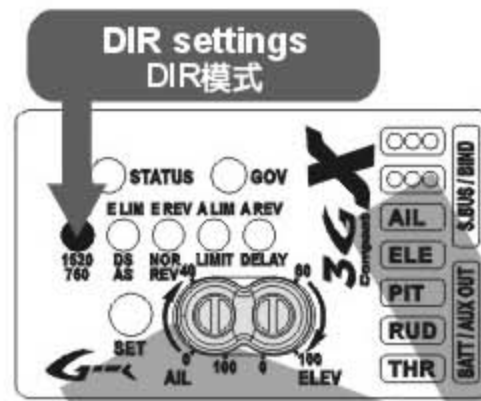 DIR settings
DIR模式
STATUS GOV
E LIM E REV A LIM A REV
1520 DS NOR LIMIT DELAY
760 AS REV
40 60
SET
0 100 0 100
AIL ELEV
3GX
Compass
S.BUS / BIND
AIL
ELE
PIT
RUD
THR
BATT / AUX OUT